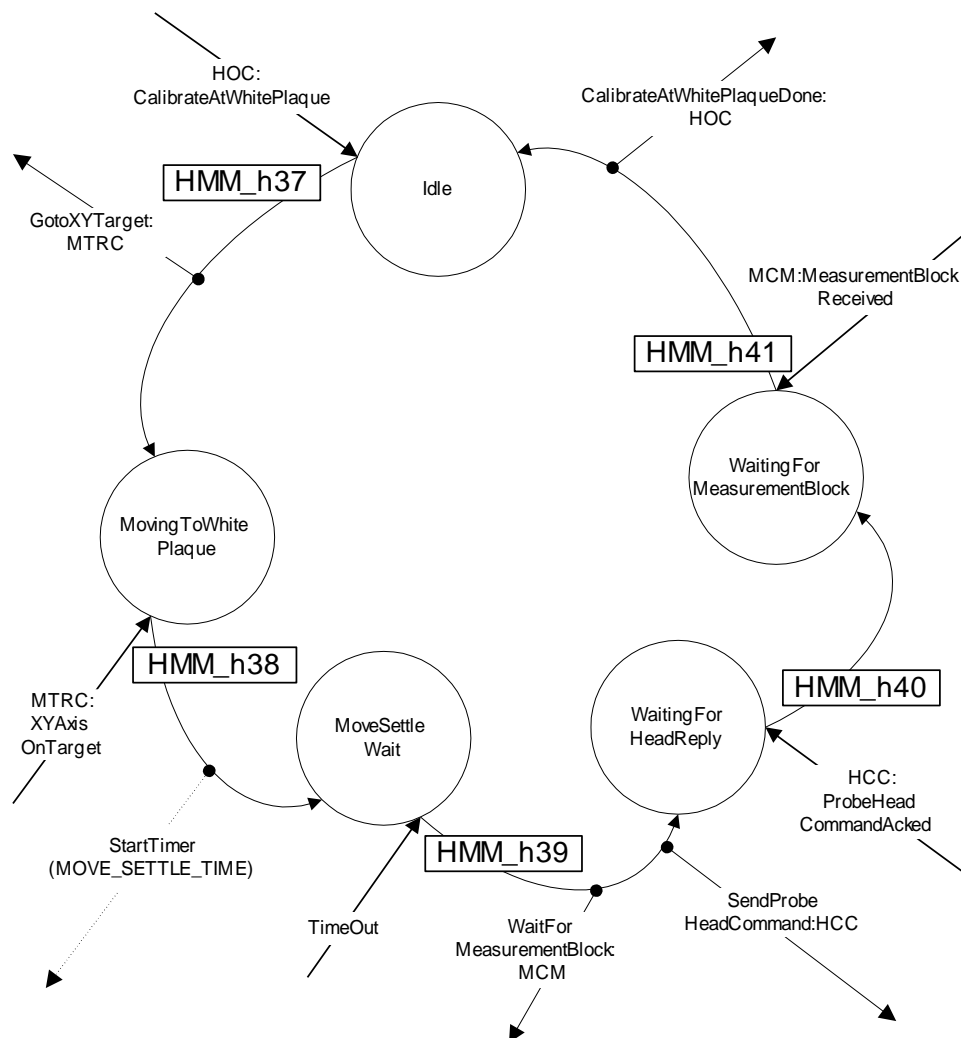 HOC:
CalibrateAtWhitePlaque
CalibrateAtWhitePlaqueDone:
HOC
HMM_h37
Idle
GotoXYTarget:
MTRC
MCM:MeasurementBlock
Received
HMM_h41
WaitingFor
MeasurementBlock
MovingToWhite
Plaque
HMM_h38
HMM_h40
MTRC:
XYAxis
OnTarget
MoveSettle
Wait
WaitingFor
HeadReply
HCC:
ProbeHead
CommandAcked
StartTimer
(MOVE_SETTLE_TIME)
HMM_h39
TimeOut
WaitFor
MeasurementBlock:
MCM
SendProbe
HeadCommand:HCC